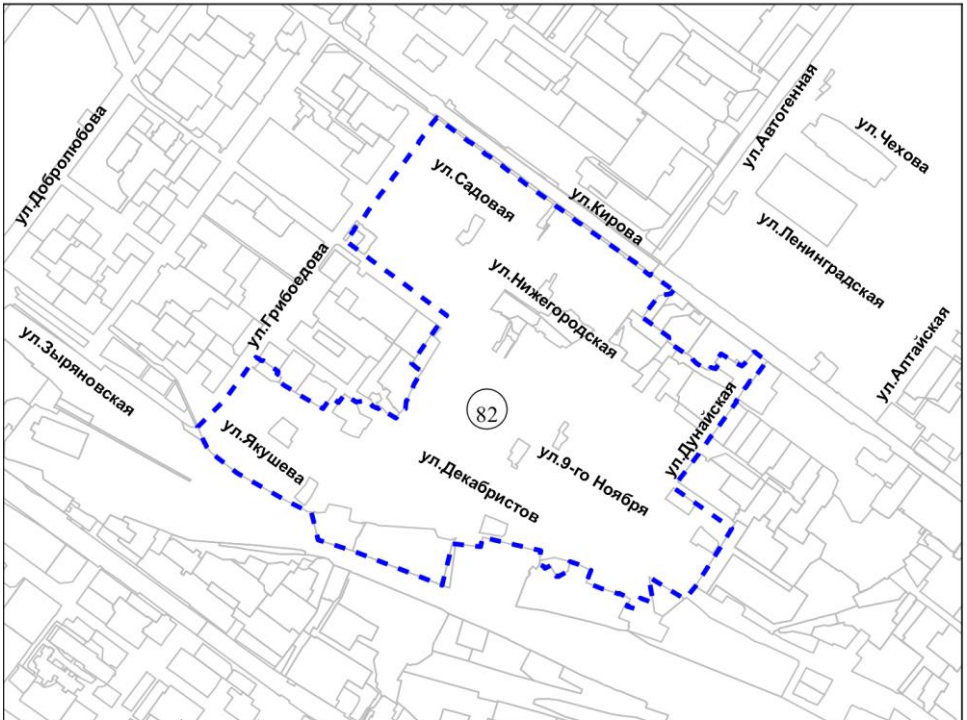 ул.Автогенная
ул.Чехова
ул.Добролюбова
ул.Садовая
ул.Кирова
ул.Ленинградская
ул.Грибоедова
ул.Нижегородская
ул.Зыряновская
ул.Алтайская
82
ул.Дунайская
ул.Якушева
ул.Декабристов
ул.9-го Ноября